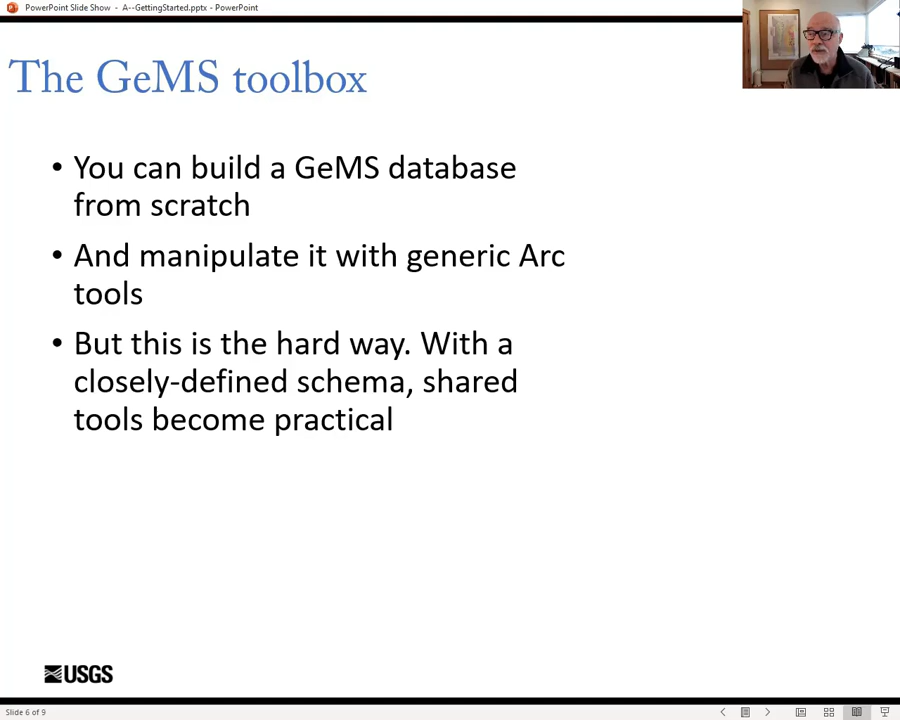 PowerPoint Slide Show - A--GettingStarted.pptx - PowerPoint
The GeMS toolbox
• You can build a GeMS database
from scratch
• And manipulate it with generic Arc
tools
• But this is the hard way. With a
closely-defined schema, shared
tools become practical
USGS
Slide 6 of 9